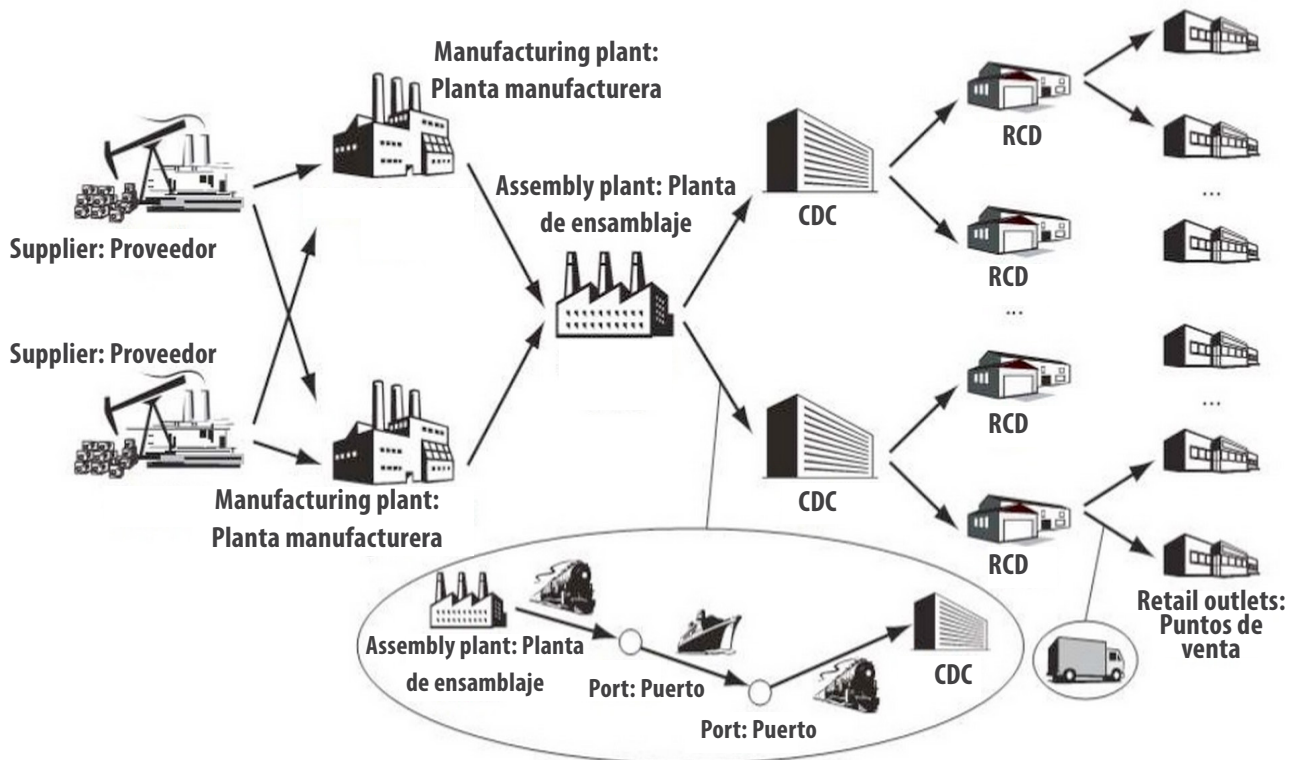 Manufacturing plant:
Planta manufacturera
Supplier: Proveedor
Supplier: Proveedor
Manufacturing plant:
Planta manufacturera
Assembly plant: Planta
de ensamblaje
CDC
CDC
RCD
RCD
...
RCD
RCD
...
...
Retail outlets:
Puntos de
venta
Assembly plant: Planta
de ensamblaje
Port: Puerto
Port: Puerto
CDC